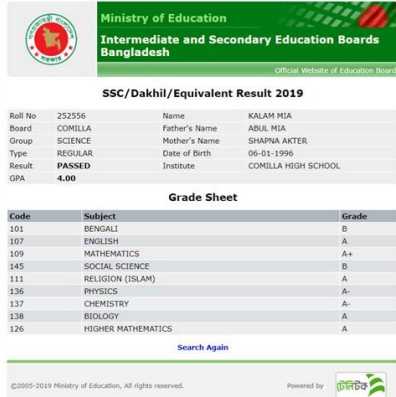 Ministry of Education
Intermediate and Secondary Education Boards
Bangladesh
Official Website of Education Board
SSC/Dakhil/Equivalent Result 2019
Roll No 252556 Name KALAM MIA
Board COMILLA Father's Name ABUL MIA
Group SCIENCE Mother's Name SHAPNA AKTER
Type REGULAR Date of Birth 06-01-1996
Result PASSED Institute COMILLA HIGH SCHOOL
GPA 4.00
Grade Sheet
Code Subject Grade
101 BENGALI B
107 ENGLISH A
109 MATHEMATICS A+
145 SOCIAL SCIENCE B
111 RELIGION (ISLAM) A
136 PHYSICS A-
137 CHEMISTRY A-
138 BIOLOGY A
126 HIGHER MATHEMATICS A
Search Again
©2005-2019 Ministry of Education, All rights reserved. Powered by টেলিটক